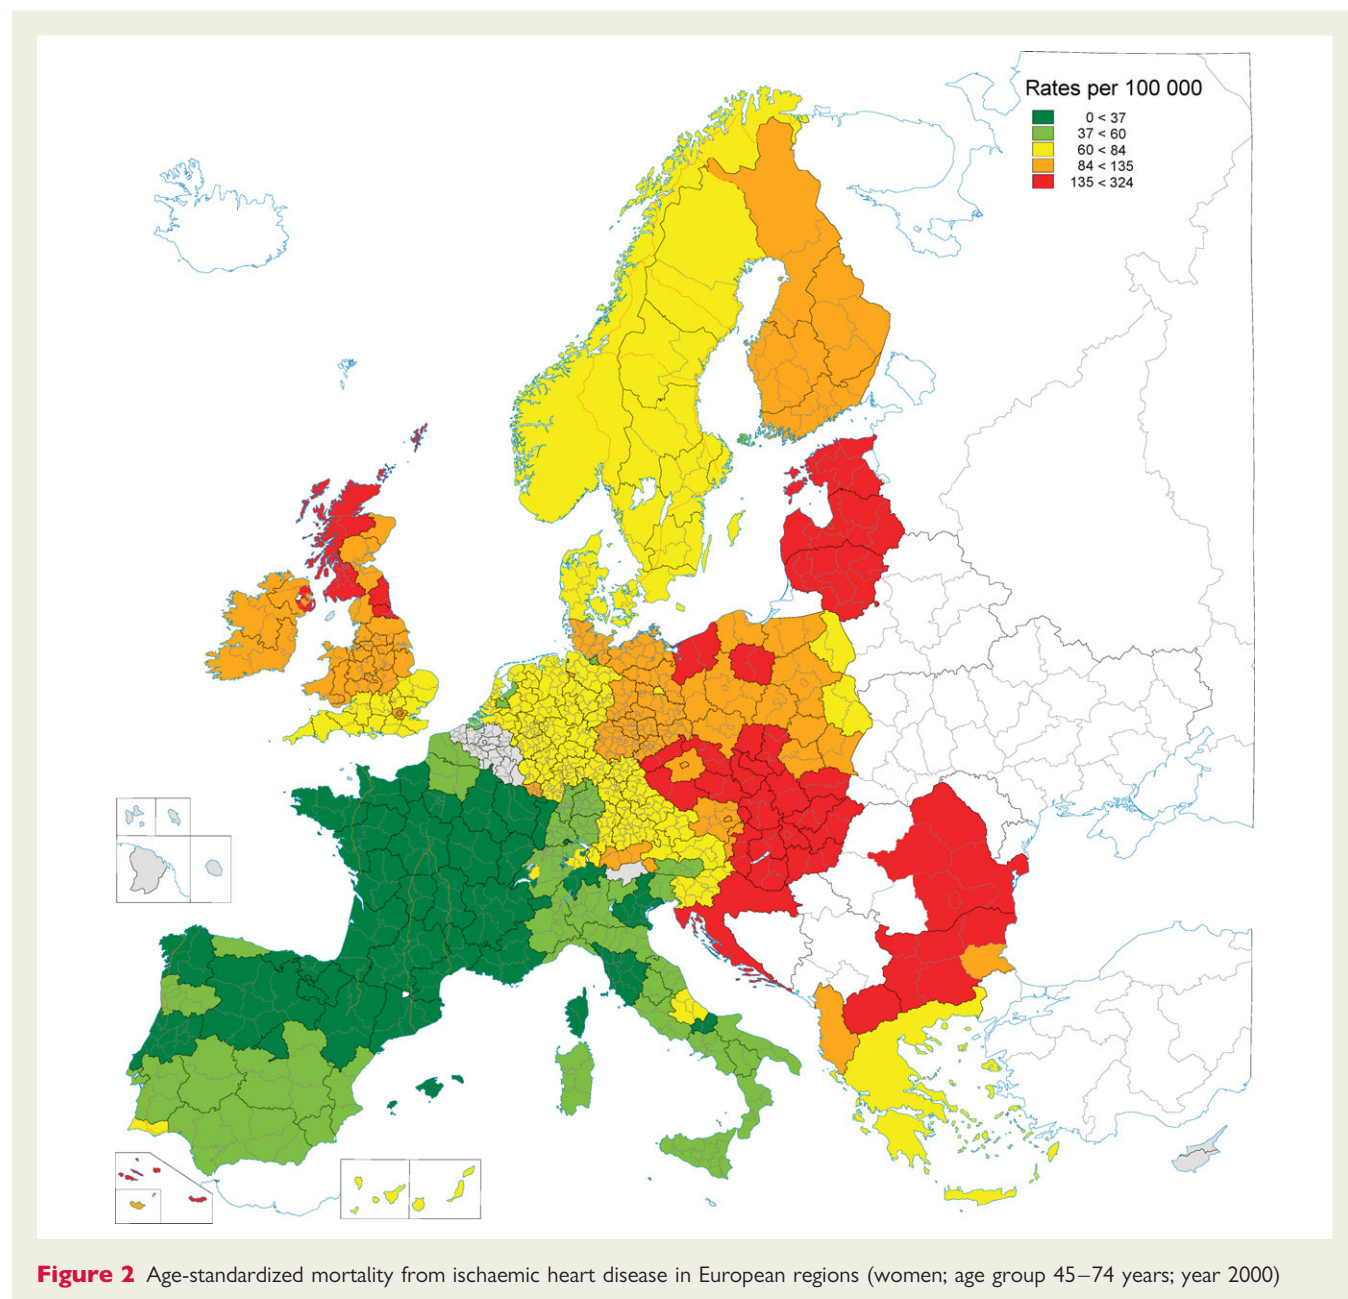 Rates per 100 000
0 < 37
37 < 60
60 < 84
84 < 135
135 < 324
Figure 2 Age-standardized mortality from ischaemic heart disease in European regions (women; age group 45–74 years; year 2000)